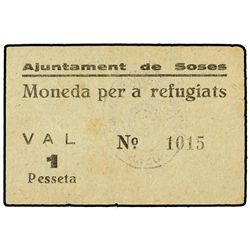 Ajuntament de Soses
Moneda per a refugiats
VAL Nº 1015
1
Pesseta